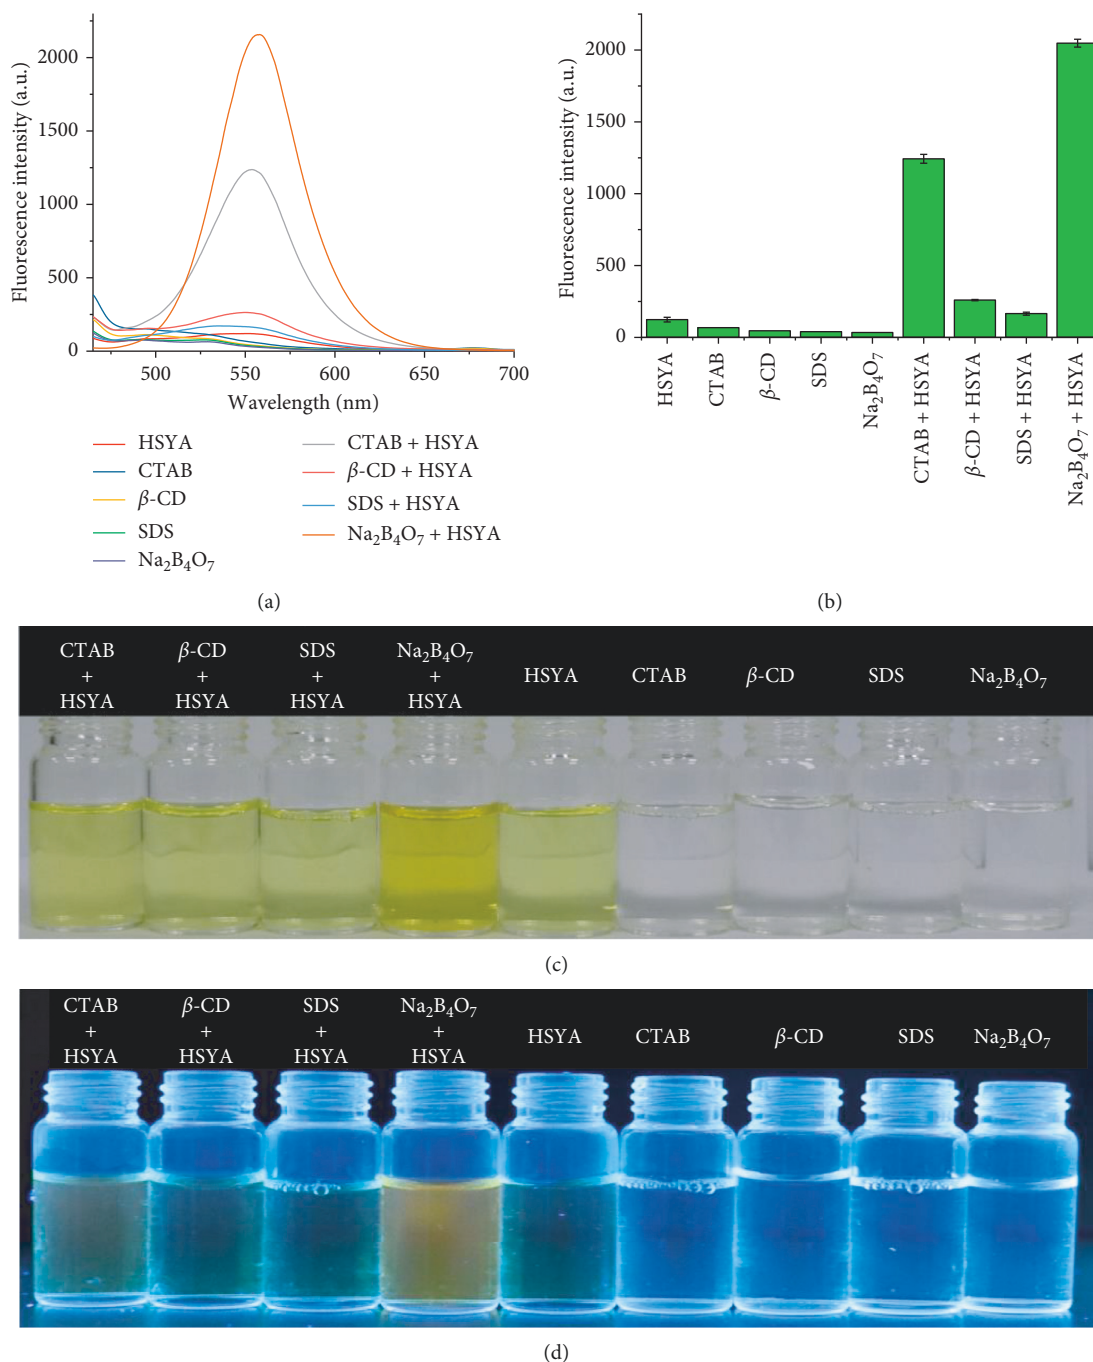 2000
1500
1000
500
0
Fluorescence intensity (a.u.)
500
550
600
650
700
Wavelength (nm)
HSYA
CTAB
β-CD
SDS
Na₂B₄O₇
CTAB + HSYA
β-CD + HSYA
SDS + HSYA
Na₂B₄O₇ + HSYA
(a)
2000
1500
1000
500
0
Fluorescence intensity (a.u.)
HSYA
CTAB
β-CD
SDS
Na₂B₄O₇
CTAB + HSYA
β-CD + HSYA
SDS + HSYA
Na₂B₄O₇ + HSYA
(b)
CTAB
+
HSYA
β-CD
+
HSYA
SDS
+
HSYA
Na₂B₄O₇
+
HSYA
HSYA
CTAB
β-CD
SDS
Na₂B₄O₇
(c)
CTAB
+
HSYA
β-CD
+
HSYA
SDS
+
HSYA
Na₂B₄O₇
+
HSYA
HSYA
CTAB
β-CD
SDS
Na₂B₄O₇
(d)